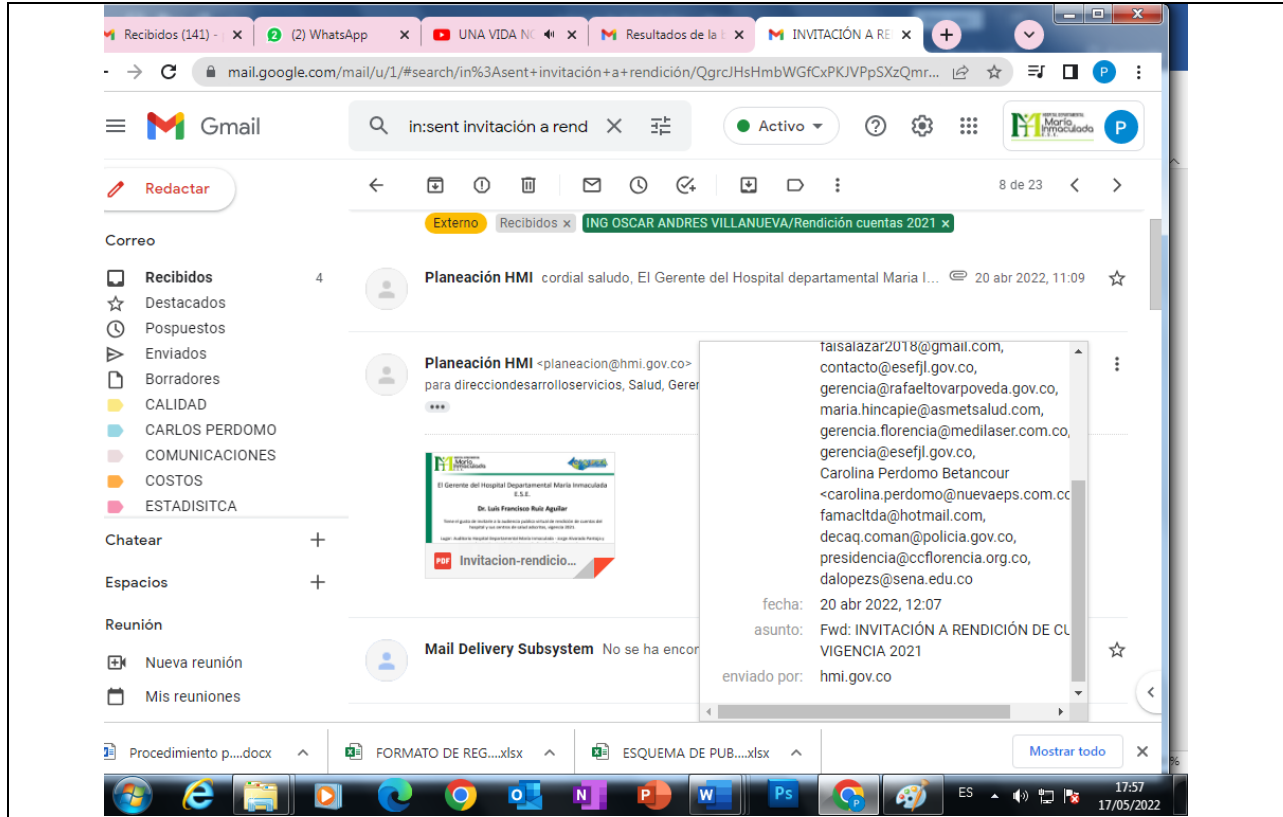 Recibidos (141) -
(2) WhatsApp
UNA VIDA NO
Resultados de la b
INVITACIÓN A RE
mail.google.com/mail/u/1/#search/in%3Asent+invitación+a+rendición/QgrcJHsHmbWGfCxPKJVPpSXzQmr...
P
Gmail
in:sent invitación a rend
Activo
María
Inmaculada
P
Redactar
8 de 23
Externo
Recibidos x
ING OSCAR ANDRES VILLANUEVA/Rendición cuentas 2021 x
Correo
Recibidos 4
Destacados
Pospuestos
Enviados
Borradores
CALIDAD
CARLOS PERDOMO
COMUNICACIONES
COSTOS
ESTADISITCA
Chatear
Espacios
Reunión
Nueva reunión
Mis reuniones
Planeación HMI cordial saludo, El Gerente del Hospital departamental Maria I... 20 abr 2022, 11:09
Planeación HMI <planeacion@hmi.gov.co>
para direcciondesarrolloservicios, Salud, Geren
El Gerente del Hospital Departamental María Inmaculada
E.S.E.
Dr. Luis Francisco Ruiz Aguilar
PDF Invitacion-rendicio...
faisalazar2018@gmail.com,
contacto@esefjl.gov.co,
gerencia@rafaeltovarpoveda.gov.co,
maria.hincapie@asmetsalud.com,
gerencia.florencia@medilaser.com.co,
gerencia@esefjl.gov.co,
Carolina Perdomo Betancour
<carolina.perdomo@nuevaeps.com.co
famacltda@hotmail.com,
decaq.coman@policia.gov.co,
presidencia@ccflorencia.org.co,
dalopezs@sena.edu.co
fecha: 20 abr 2022, 12:07
asunto: Fwd: INVITACIÓN A RENDICIÓN DE CU
VIGENCIA 2021
enviado por: hmi.gov.co
Mail Delivery Subsystem No se ha encon
Procedimiento p....docx
FORMATO DE REG....xlsx
ESQUEMA DE PUB....xlsx
Mostrar todo
ES
17:57
17/05/2022